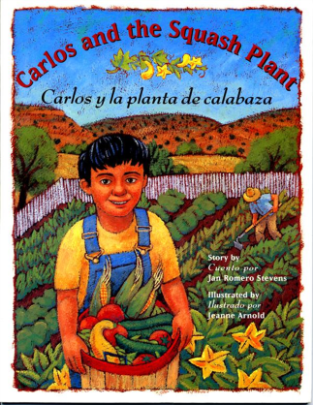 Carlos and the Squash Plant
Carlos y la planta de calabaza
Story by
Cuento por
Jan Romero Stevens
Illustrated by
Ilustrado por
Jeanne Arnold